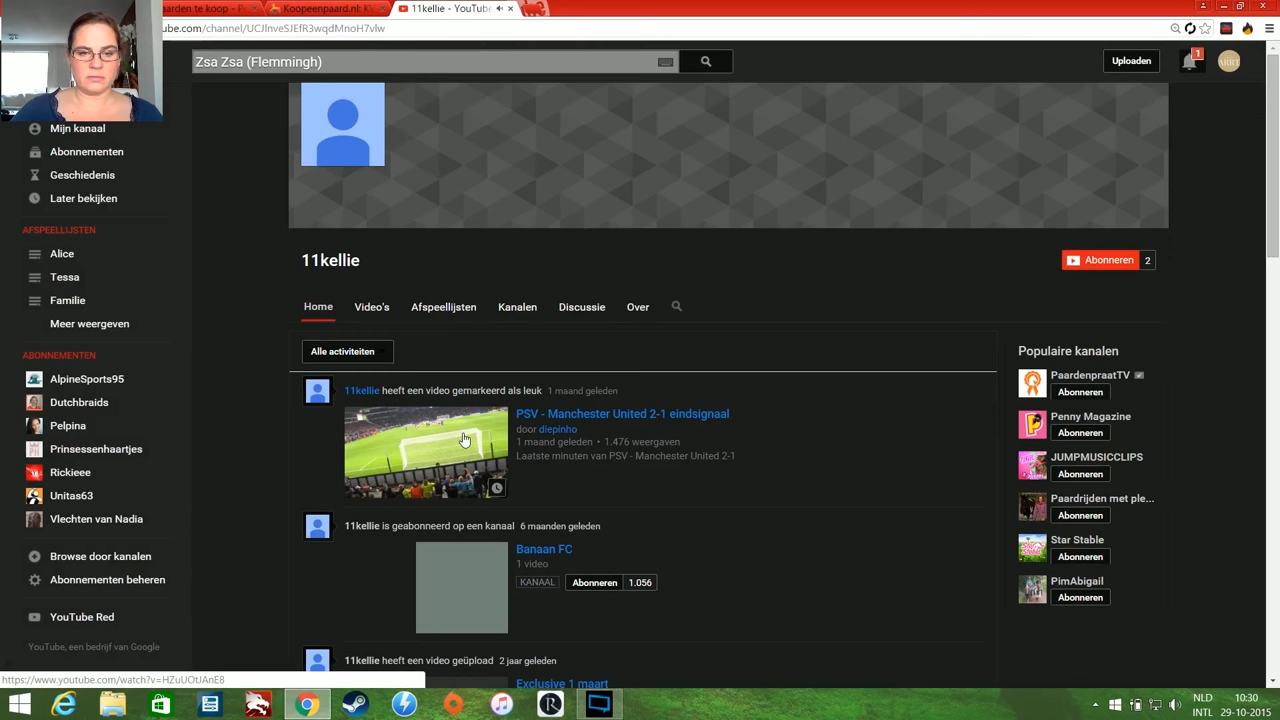 aarden te koop - P
Koopeenpaard.nl: K
11kellie - YouTube
be.com/channel/UCJlnveSJEfR3wqdMnoH7vlw
Zsa Zsa (Flemmingh)
Uploaden
1
Mijn kanaal
Abonnementen
Geschiedenis
Later bekijken
AFSPEELLIJSTEN
Alice
Tessa
Familie
Meer weergeven
ABONNEMENTEN
AlpineSports95
Dutchbraids
Pelpina
Prinsessenhaartjes
Rickieee
Unitas63
Vlechten van Nadia
Browse door kanalen
Abonnementen beheren
YouTube Red
YouTube, een bedrijf van Google
11kellie
Abonneren 2
Home Video's Afspeellijsten Kanalen Discussie Over
Alle activiteiten
11kellie heeft een video gemarkeerd als leuk 1 maand geleden
PSV - Manchester United 2-1 eindsignaal
door diepinho
1 maand geleden • 1.476 weergaven
Laatste minuten van PSV - Manchester United 2-1
11kellie is geabonneerd op een kanaal 6 maanden geleden
Banaan FC
1 video
KANAAL Abonneren 1.056
11kellie heeft een video geüpload 2 jaar geleden
Exclusive 1 maart
Populaire kanalen
PaardenpraatTV
Abonneren
Penny Magazine
Abonneren
JUMPMUSICCLIPS
Abonneren
Paardrijden met ple...
Abonneren
Star Stable
Abonneren
PimAbigail
Abonneren
https://www.youtube.com/watch?v=HZuUOtJAnE8
NLD
INTL
10:30
29-10-2015